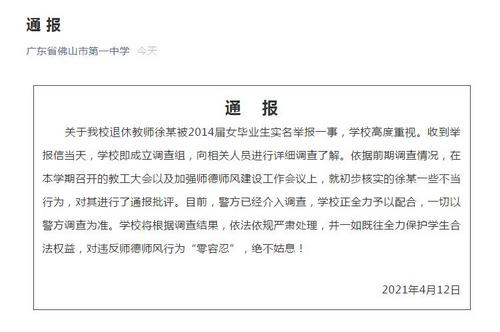 通报
广东省佛山市第一中学 今天
通 报
关于我校退休教师徐某被2014届女毕业生实名举报一事，学校高度重视。收到举
报信当天，学校即成立调查组，向相关人员进行详细调查了解。依据前期调查情况，在
本学期召开的教工大会以及加强师德师风建设工作会议上，就初步核实的徐某一些不当
行为，对其进行了通报批评。目前，警方已经介入调查，学校正全力予以配合，一切以
警方调查为准。学校将根据调查结果，依法依规严肃处理，并一如既往全力保护学生合
法权益，对违反师德师风行为“零容忍”，绝不姑息！
2021年4月12日